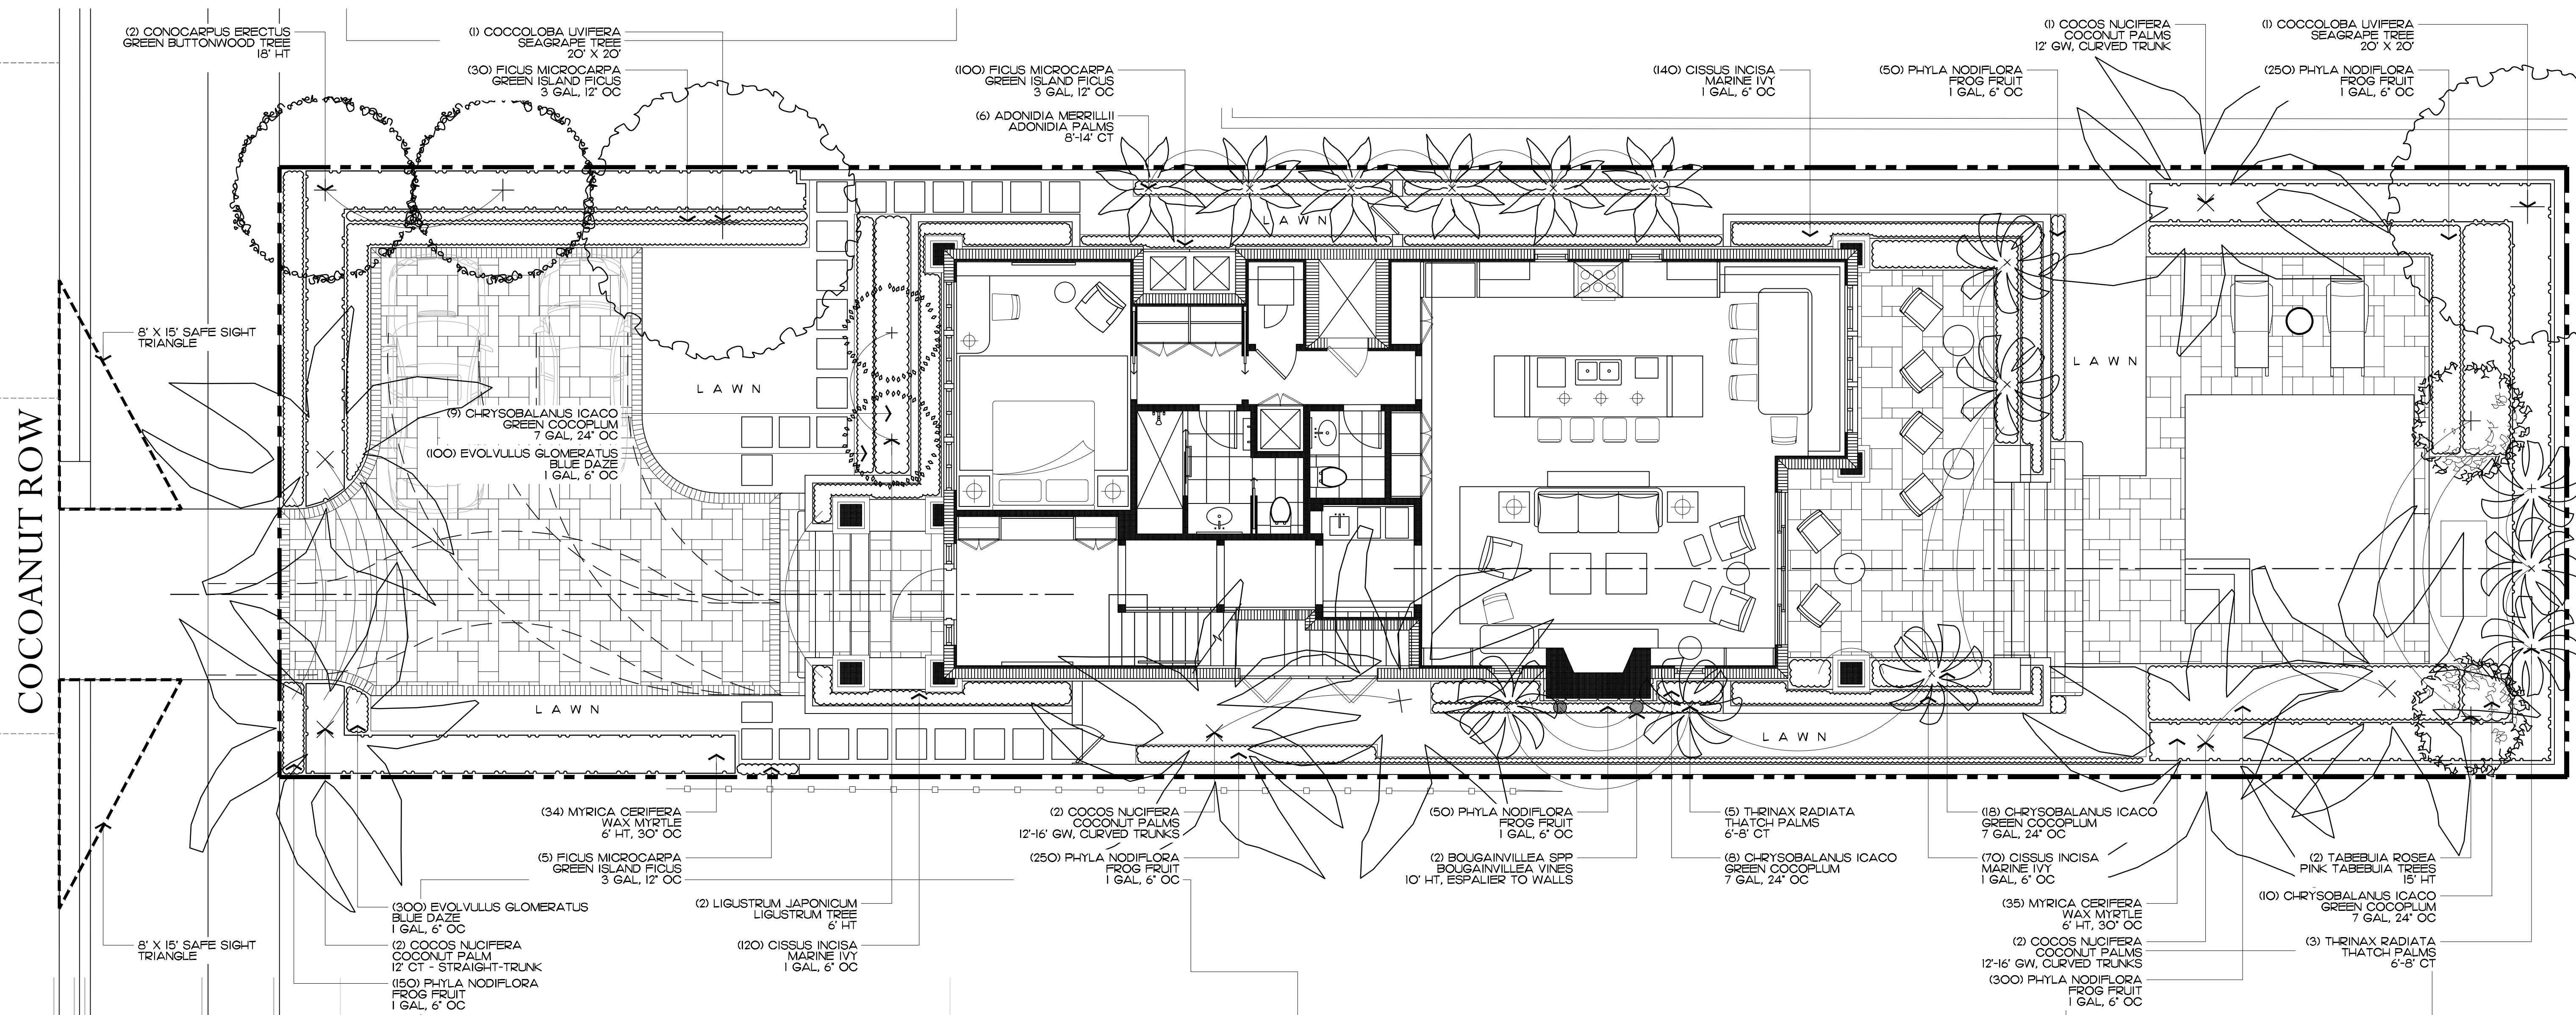 (2) CONOCARPUS ERECTUS
GREEN BUTTONWOOD TREE
18' HT
(1) COCCOLOBA UVIFERA
SEAGRAPE TREE
20' X 20'
(30) FICUS MICROCARPA
GREEN ISLAND FICUS
3 GAL, 12" OC
(100) FICUS MICROCARPA
GREEN ISLAND FICUS
3 GAL, 12" OC
(6) ADONIDIA MERRILLII
ADONIDIA PALMS
8'-14' CT
(140) CISSUS INCISA
MARINE IVY
1 GAL, 6" OC
(1) COCOS NUCIFERA
COCONUT PALMS
12' GW, CURVED TRUNK
(50) PHYLA NODIFLORA
FROG FRUIT
1 GAL, 6" OC
(1) COCCOLOBA UVIFERA
SEAGRAPE TREE
20' X 20'
(250) PHYLA NODIFLORA
FROG FRUIT
1 GAL, 6" OC
LAWN
8' X 15' SAFE SIGHT
TRIANGLE
LAWN
LAWN
(9) CHRYSOBALANUS ICACO
GREEN COCOPLUM
7 GAL, 24" OC
(100) EVOLVULUS GLOMERATUS
BLUE DAZE
1 GAL, 6" OC
COCOANUT ROW
LAWN
LAWN
(34) MYRICA CERIFERA
WAX MYRTLE
6' HT, 30" OC
(5) FICUS MICROCARPA
GREEN ISLAND FICUS
3 GAL, 12" OC
(300) EVOLVULUS GLOMERATUS
BLUE DAZE
1 GAL, 6" OC
8' X 15' SAFE SIGHT
TRIANGLE
(2) COCOS NUCIFERA
COCONUT PALM
12' CT - STRAIGHT-TRUNK
(150) PHYLA NODIFLORA
FROG FRUIT
1 GAL, 6" OC
(2) LIGUSTRUM JAPONICUM
LIGUSTRUM TREE
6' HT
(120) CISSUS INCISA
MARINE IVY
1 GAL, 6" OC
(2) COCOS NUCIFERA
COCONUT PALMS
12'-16' GW, CURVED TRUNKS
(250) PHYLA NODIFLORA
FROG FRUIT
1 GAL, 6" OC
(50) PHYLA NODIFLORA
FROG FRUIT
1 GAL, 6" OC
(2) BOUGAINVILLEA SPP
BOUGAINVILLEA VINES
10' HT, ESPALIER TO WALLS
(5) THRINAX RADIATA
THATCH PALMS
6'-8' CT
(8) CHRYSOBALANUS ICACO
GREEN COCOPLUM
7 GAL, 24" OC
(18) CHRYSOBALANUS ICACO
GREEN COCOPLUM
7 GAL, 24" OC
(70) CISSUS INCISA
MARINE IVY
1 GAL, 6" OC
(35) MYRICA CERIFERA
WAX MYRTLE
6' HT, 30" OC
(2) COCOS NUCIFERA
COCONUT PALMS
12'-16' GW, CURVED TRUNKS
(300) PHYLA NODIFLORA
FROG FRUIT
1 GAL, 6" OC
(2) TABEBUIA ROSEA
PINK TABEBUIA TREES
15' HT
(10) CHRYSOBALANUS ICACO
GREEN COCOPLUM
7 GAL, 24" OC
(3) THRINAX RADIATA
THATCH PALMS
6'-8' CT